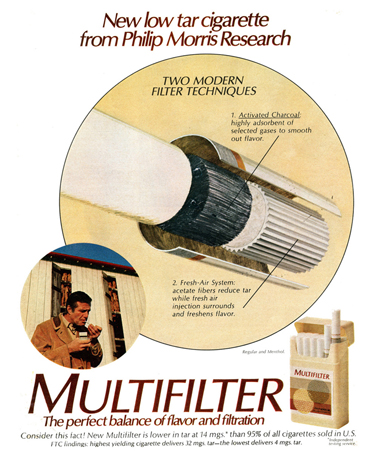 New low tar cigarette
from Philip Morris Research
TWO MODERN
FILTER TECHNIQUES
1. Activated Charcoal:
highly adsorbent of
selected gases to smooth
out flavor.
2. Fresh-Air System:
acetate fibers reduce tar
while fresh air
injection surrounds
and freshens flavor.
Regular and Menthol
MULTIFILTER
MULTIFILTER
The perfect balance of flavor and filtration
Consider this fact! New Multifilter is lower in tar at 14 mgs.* than 95% of all cigarettes sold in U.S.
FTC findings: highest yielding cigarette delivers 32 mgs. tar—the lowest delivers 4 mgs. tar.
*Independent
testing